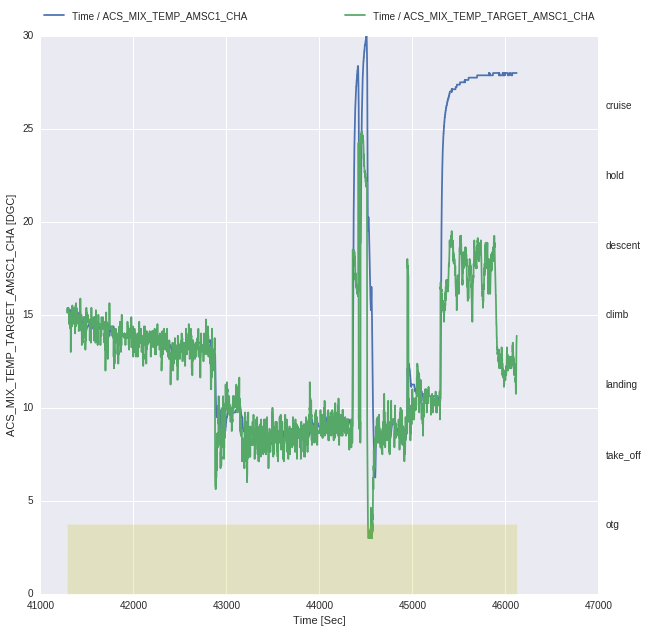 Time / ACS_MIX_TEMP_AMSC1_CHA
Time / ACS_MIX_TEMP_TARGET_AMSC1_CHA
30
25
20
15
10
5
0
ACS_MIX_TEMP_TARGET_AMSC1_CHA [DGC]
cruise
hold
descent
climb
landing
take_off
otg
41000 42000 43000 44000 45000 46000 47000
Time [Sec]